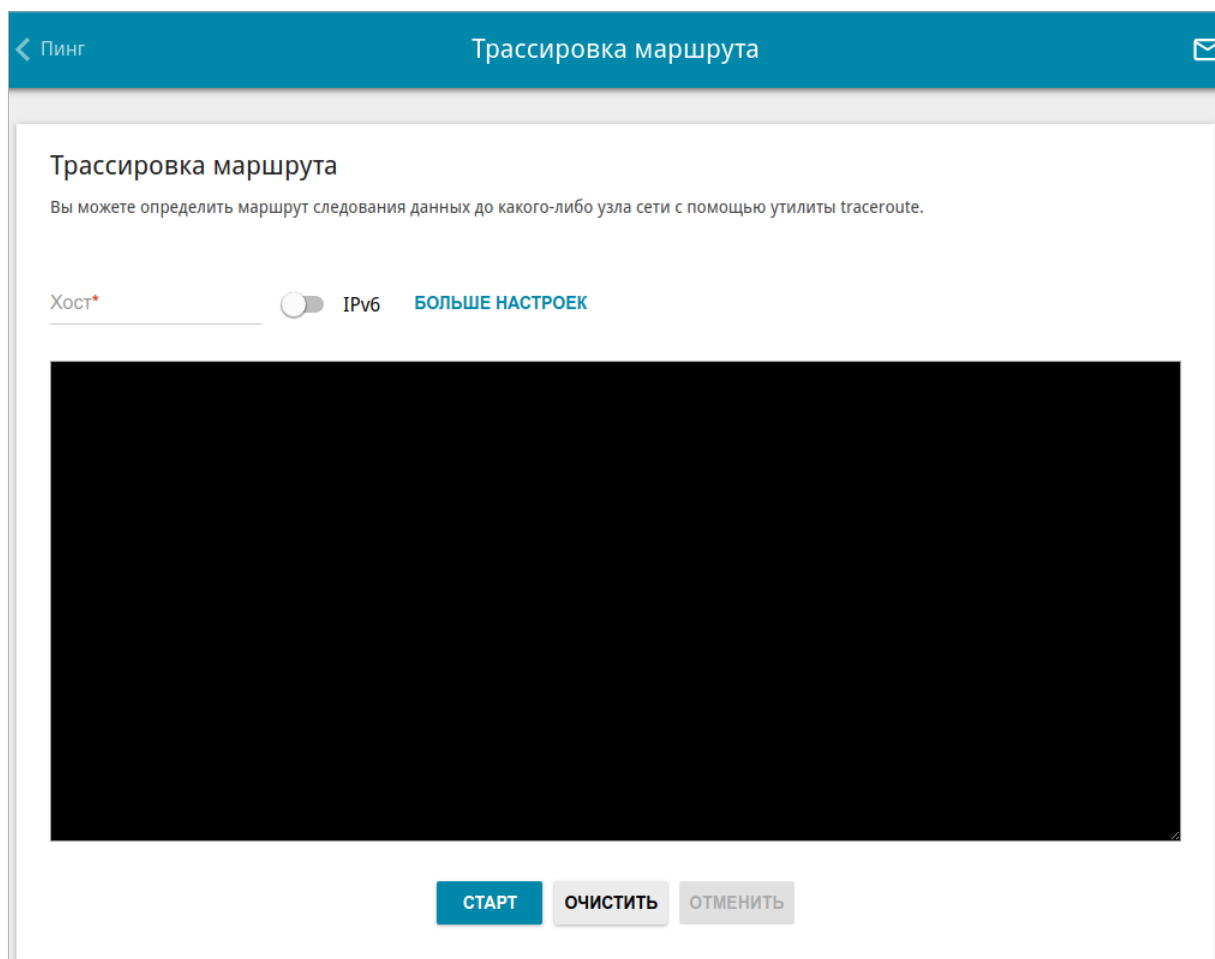 Пинг
Трассировка маршрута
Трассировка маршрута
Вы можете определить маршрут следования данных до какого-либо узла сети с помощью утилиты traceroute.
Хост* IPv6 БОЛЬШЕ НАСТРОЕК
СТАРТ ОЧИСТИТЬ ОТМЕНИТЬ